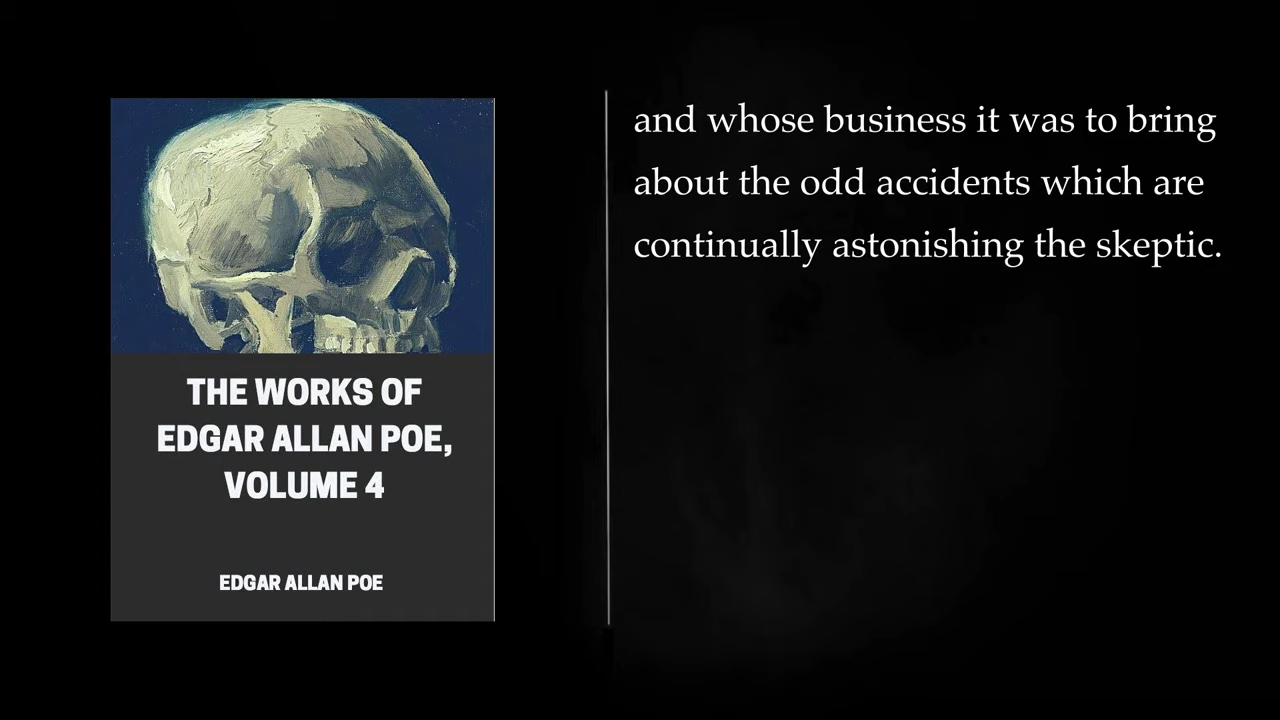 THE WORKS OF
EDGAR ALLAN POE,
VOLUME 4
EDGAR ALLAN POE
and whose business it was to bring
about the odd accidents which are
continually astonishing the skeptic.